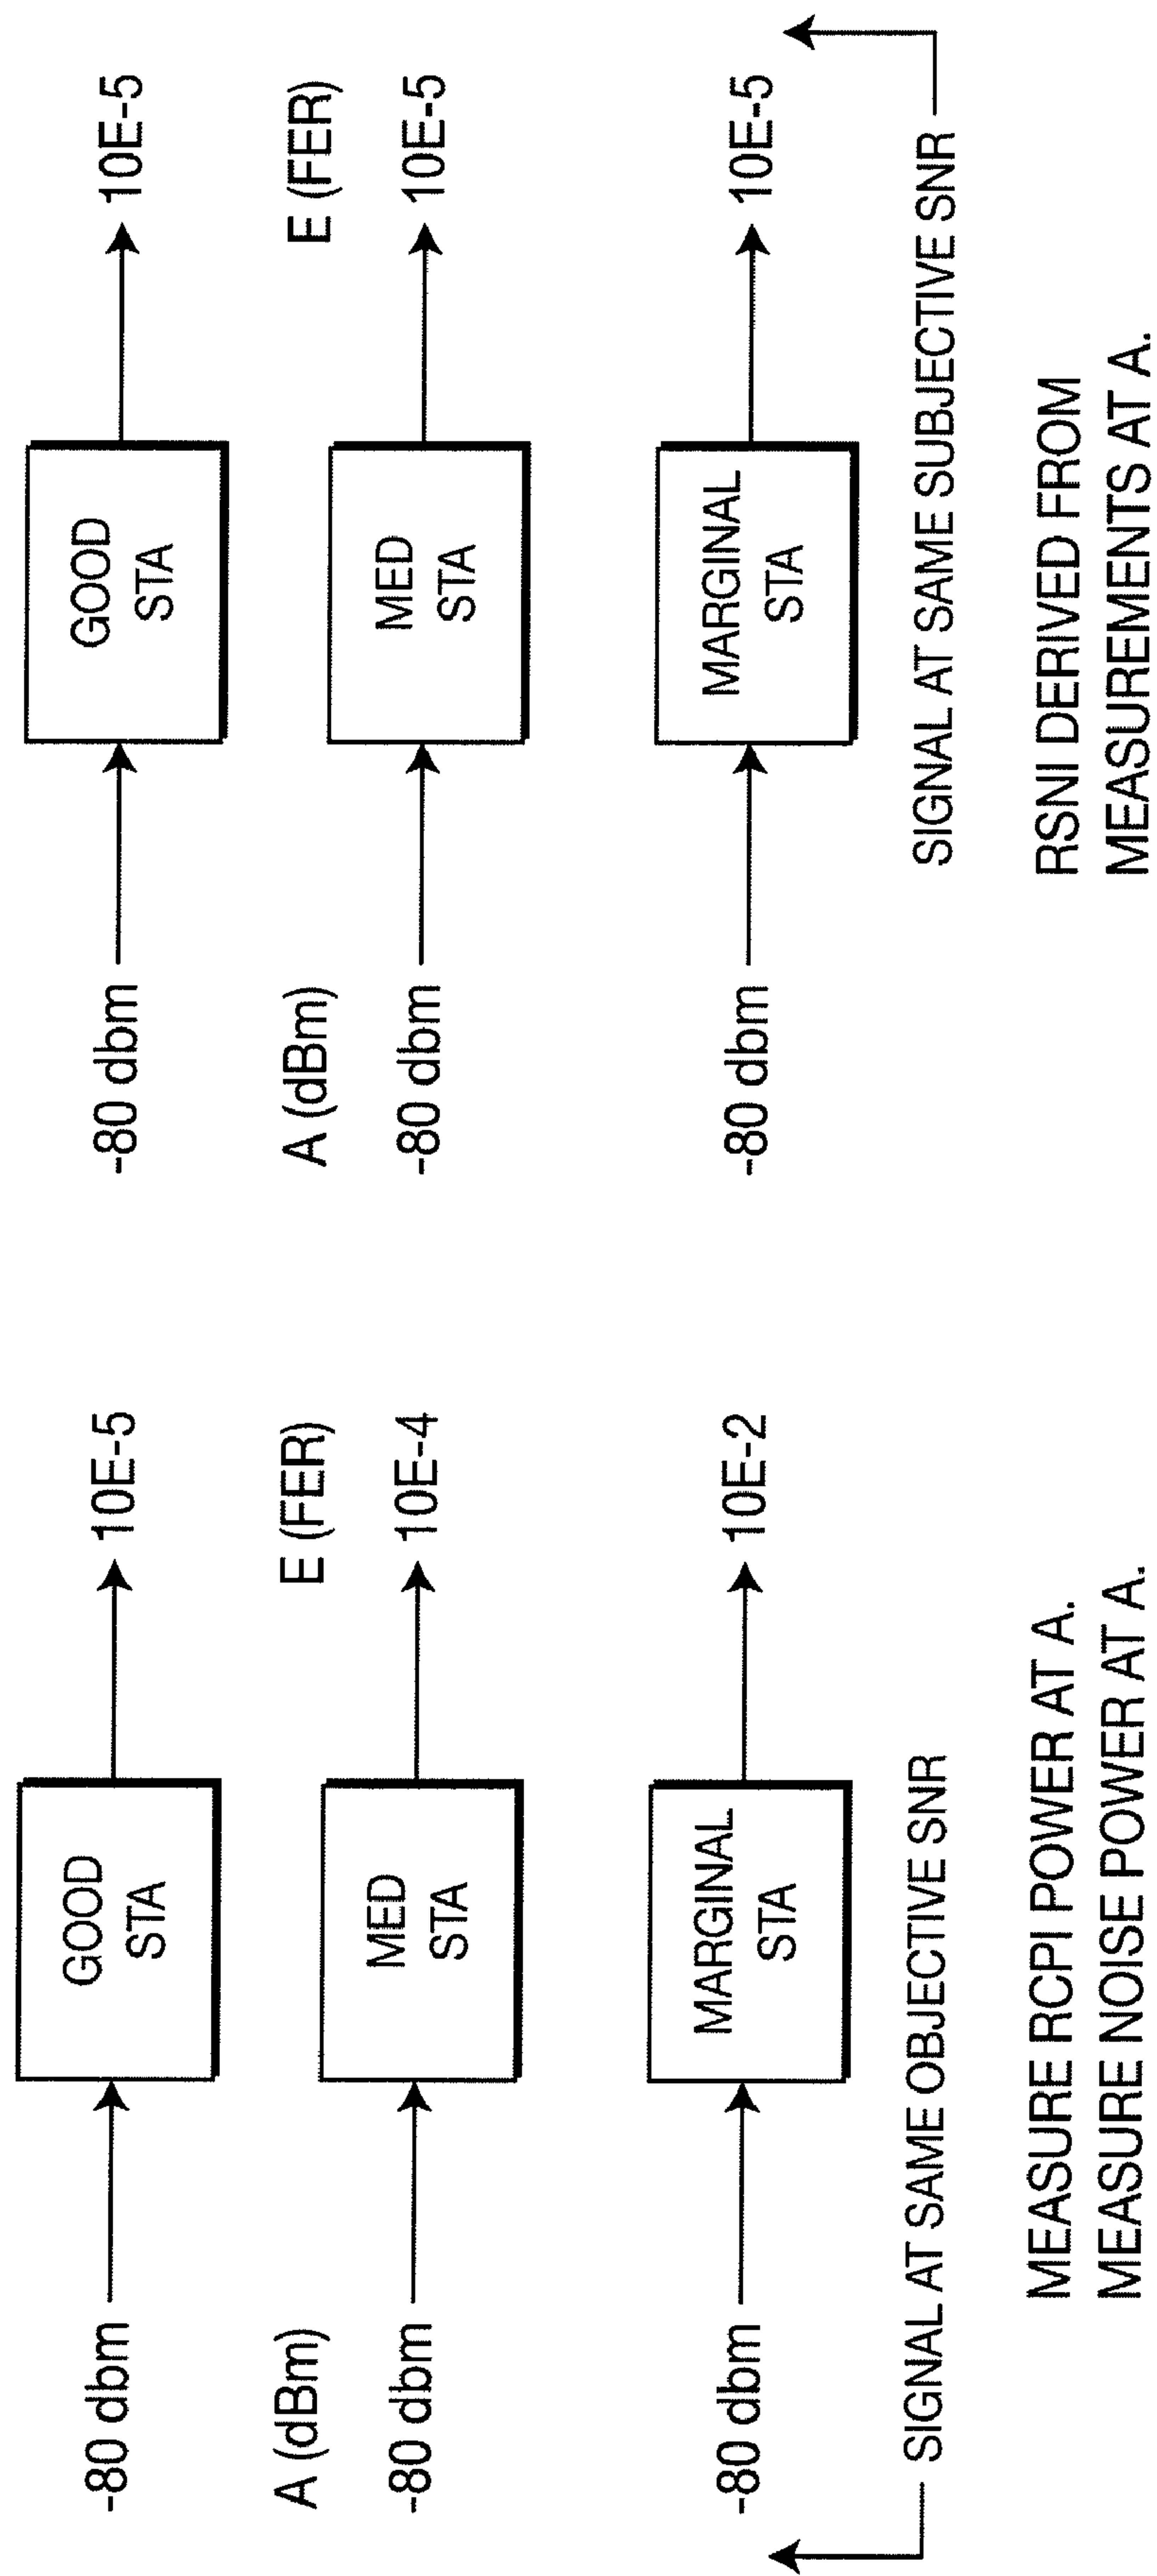 -80 dbm
GOOD
STA
10E-5
A (dBm)
E (FER)
-80 dbm
MED
STA
10E-4
-80 dbm
MARGINAL
STA
10E-2
SIGNAL AT SAME OBJECTIVE SNR
MEASURE RCPI POWER AT A.
MEASURE NOISE POWER AT A.
-80 dbm
GOOD
STA
10E-5
A (dBm)
E (FER)
-80 dbm
MED
STA
10E-5
-80 dbm
MARGINAL
STA
10E-5
SIGNAL AT SAME SUBJECTIVE SNR
RSNI DERIVED FROM
MEASUREMENTS AT A.